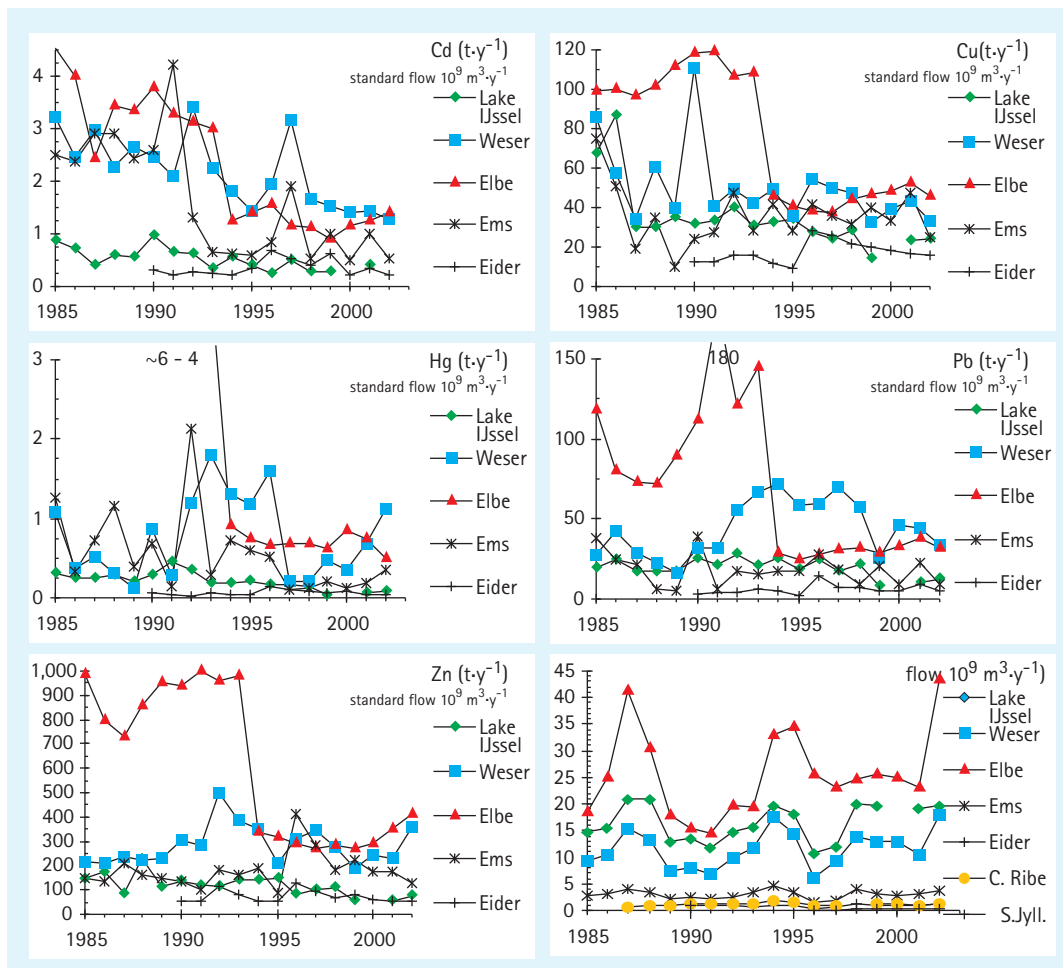 Cd (t·y⁻¹)
standard flow 10⁹ m³·y⁻¹
4
3
2
1
0
1985 1990 1995 2000
Lake
IJssel
Weser
Elbe
Ems
Eider
Cu(t·y⁻¹)
standard flow 10⁹ m³·y⁻¹
120
100
80
60
40
20
0
1985 1990 1995 2000
Lake
IJssel
Weser
Elbe
Ems
Eider
Hg (t·y⁻¹)
standard flow 10⁹ m³·y⁻¹
~6 - 4
3
2
1
0
1985 1990 1995 2000
Lake
IJssel
Weser
Elbe
Ems
Eider
Pb (t·y⁻¹)
standard flow 10⁹ m³·y⁻¹
180
150
100
50
0
1985 1990 1995 2000
Lake
IJssel
Weser
Elbe
Ems
Eider
Zn (t·y⁻¹)
standard flow 10⁹ m³·y⁻¹
1,000
900
800
700
600
500
400
300
200
100
0
1985 1990 1995 2000
Lake
IJssel
Weser
Elbe
Ems
Eider
flow 10⁹ m³·y⁻¹)
45
40
35
30
25
20
15
10
5
0
1985 1990 1995 2000
Lake
IJssel
Weser
Elbe
Ems
Eider
C. Ribe
S.Jyll.